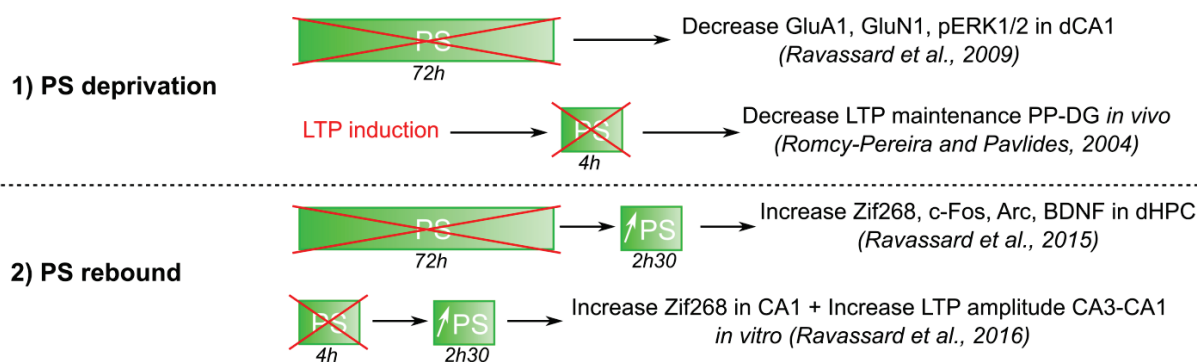 PS
72h
Decrease GluA1, GluN1, pERK1/2 in dCA1
(Ravassard et al., 2009)
1) PS deprivation
LTP induction
PS
4h
Decrease LTP maintenance PP-DG in vivo
(Romcy-Pereira and Pavlides, 2004)
PS
72h
PS
2h30
Increase Zif268, c-Fos, Arc, BDNF in dHPC
(Ravassard et al., 2015)
2) PS rebound
PS
4h
PS
2h30
Increase Zif268 in CA1 + Increase LTP amplitude CA3-CA1
in vitro (Ravassard et al., 2016)